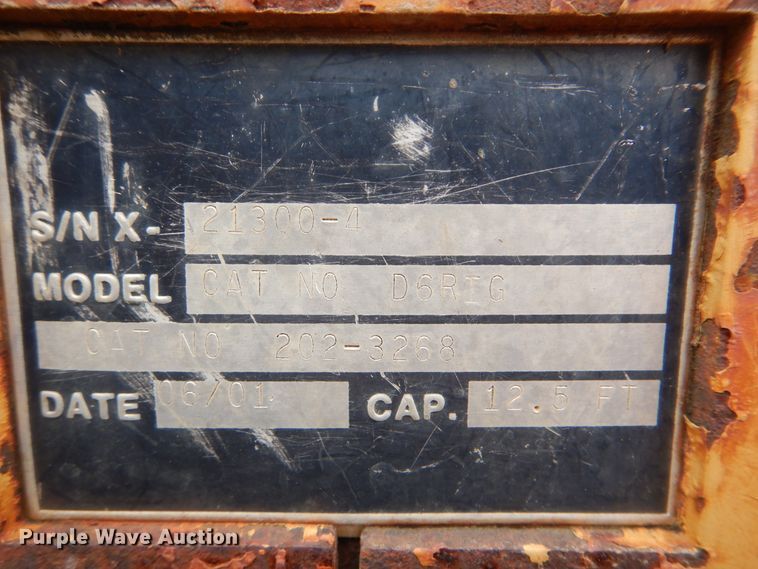 S/N X- 21300-4
MODEL CAT NO D6RIG
CAT NO 202-3268
DATE 06/01 CAP. 12.5 FT
Purple Wave Auction